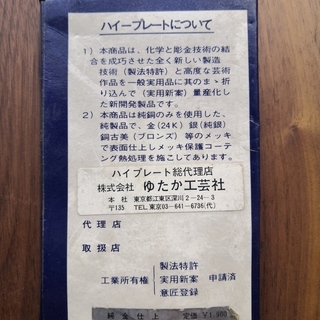 ハイープレートについて
1）本商品は、化学と彫金技術の結
合を成功させた全く新しい製造
技術（製法特許）と高度な芸術
作品を一般実用品に其のまゝ折
り込んで（実用新案）量産化し
た新開発製品です。
2）本商品は純銅のみを使用した、
純製品で、金（24K）銀（純銀）
銅古美（ブロンズ）等のメッキ
で表面仕上しメッキ保護コーテ
ング熱処理を施こしてあります。
ハイプレート総代理店
株式会社 ゆたか工芸社
本社 東京都江東区深川2－24－3
〒135 TEL.東京03－641－6736(代)
代理店
取扱店
工業所有権 製法特許 実用新案 意匠登録 申請済
純金仕上 定価 ¥1,900